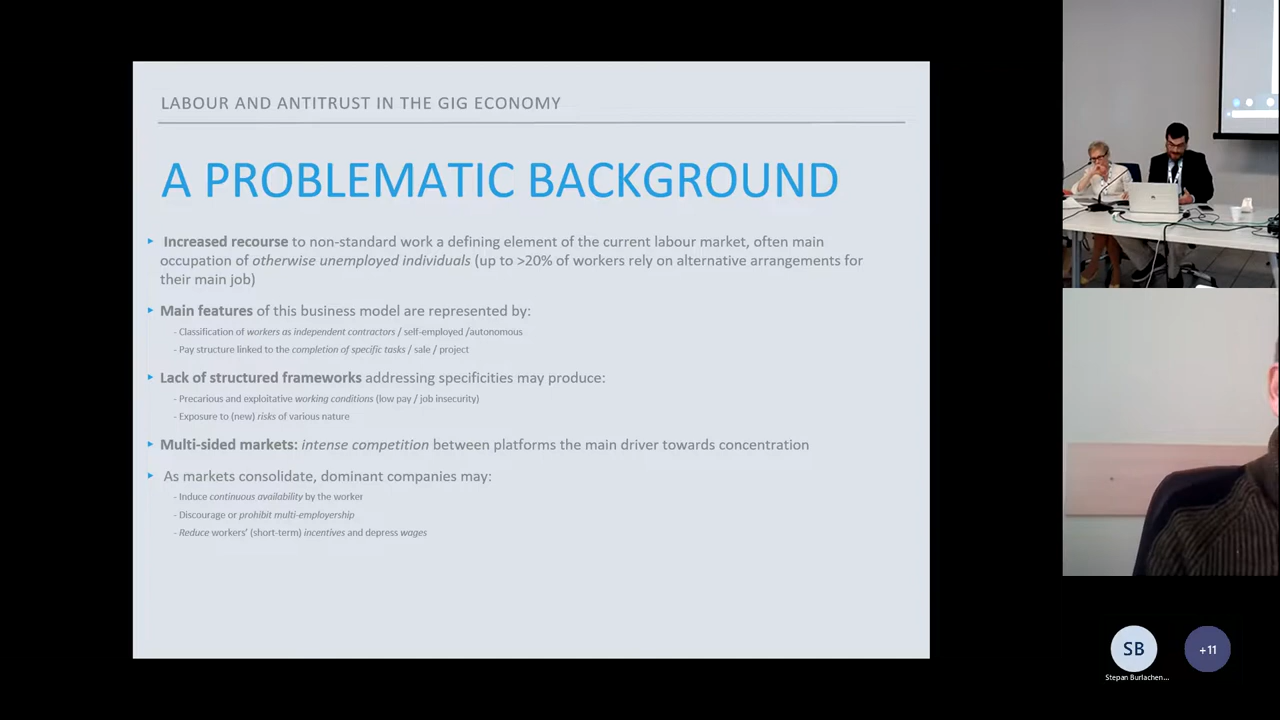 LABOUR AND ANTITRUST IN THE GIG ECONOMY
A PROBLEMATIC BACKGROUND
Increased recourse to non-standard work a defining element of the current labour market, often main
occupation of otherwise unemployed individuals (up to >20% of workers rely on alternative arrangements for
their main job)
Main features of this business model are represented by:
- Classification of workers as independent contractors / self-employed /autonomous
- Pay structure linked to the completion of specific tasks / sale / project
Lack of structured frameworks addressing specificities may produce:
- Precarious and exploitative working conditions (low pay / job insecurity)
- Exposure to (new) risks of various nature
Multi-sided markets: intense competition between platforms the main driver towards concentration
As markets consolidate, dominant companies may:
- Induce continuous availability by the worker
- Discourage or prohibit multi-employership
- Reduce workers' (short-term) incentives and depress wages
SB
+11
Stepan Burlachen...